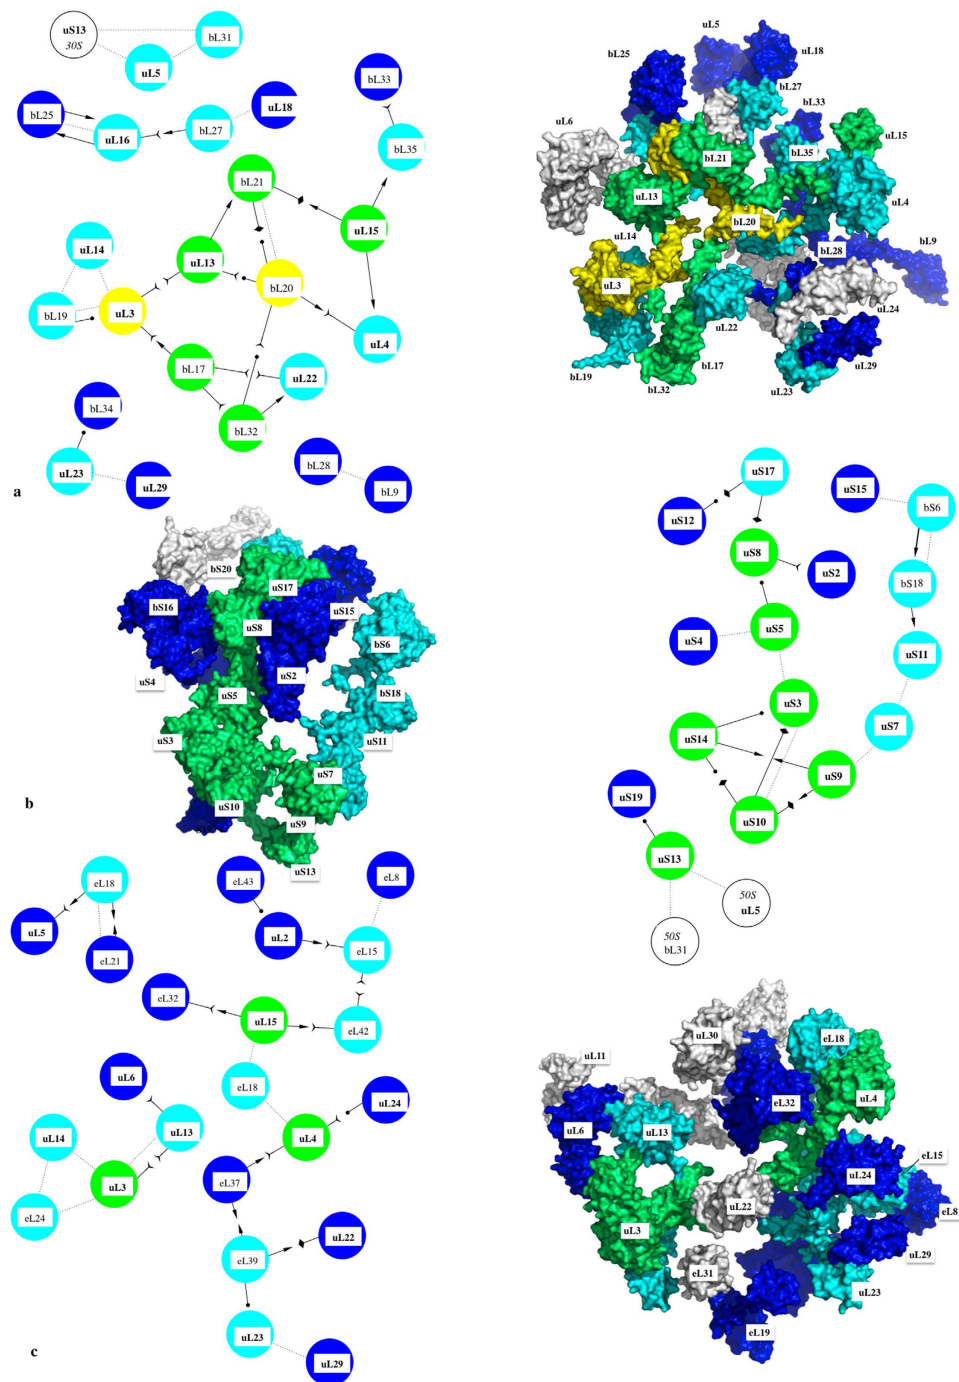 uS13
30S
bL31
uL5
bL33
bL25
uL16
bL27
uL18
bL35
bL21
uL15
uL14
uL13
bL20
bL19
uL3
uL4
bL17
uL22
bL34
bL32
uL23
bL28
uL29
bL9
a
uL5
uL18
bL25
bL27
bL33
uL15
uL6
bL21
bL35
uL13
uL4
bL20
uL14
bL28
bL9
uL3
uL24
uL22
bL19
bL17
uL29
bL32
uL23
bS20
uS17
bS16
uS15
uS8
bS6
uS4
uS2
uS5
bS18
uS3
uS11
uS7
uS10
uS9
uS13
b
uS17
uS15
uS12
bS6
uS8
uS2
bS18
uS5
uS4
uS11
uS3
uS7
uS14
uS9
uS19
uS10
uS13
50S
uL5
50S
bL31
eL18
eL43
eL8
uL5
uL2
eL15
eL21
eL32
uL15
eL42
uL6
eL18
uL24
uL14
uL13
uL4
uL3
eL37
eL24
uL22
eL39
uL23
uL29
c
uL30
eL18
uL11
eL32
uL4
uL6
uL13
eL15
uL24
eL8
uL22
uL3
uL29
eL31
uL23
eL19